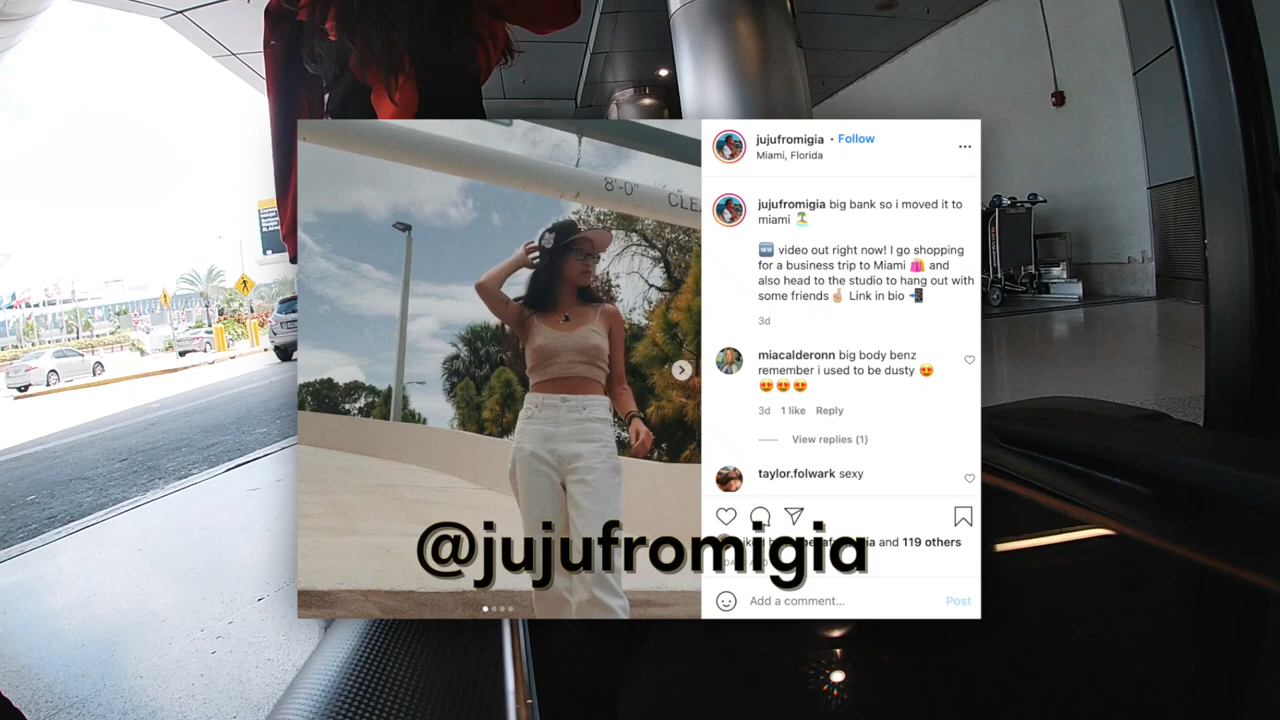 8'-0" CLE
jujufromigia • Follow
Miami, Florida
jujufromigia big bank so i moved it to
miami 🏝️
🆕 video out right now! I go shopping
for a business trip to Miami 🛍️ and
also head to the studio to hang out with
some friends ✌🏼 Link in bio 📲
3d
miacalderonn big body benz
remember i used to be dusty 😍
😍😍😍
3d 1 like Reply
View replies (1)
taylor.folwark sexy
and 119 others
@jujufromigia
Add a comment... Post